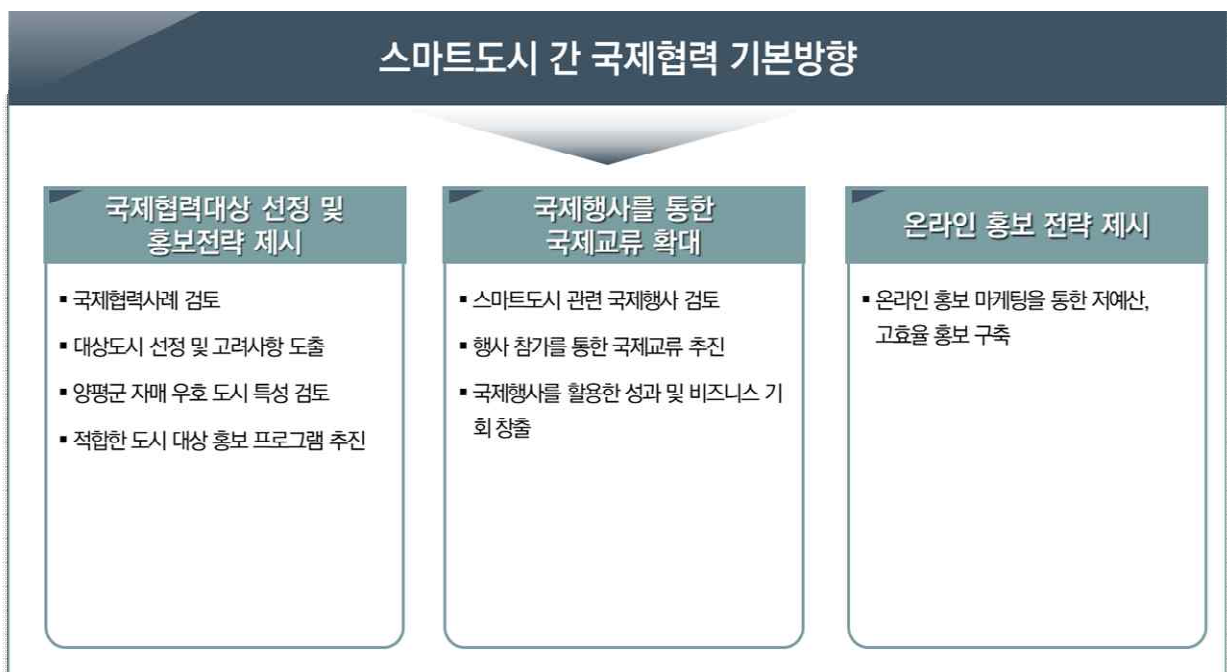 스마트도시 간 국제협력 기본방향
국제협력대상 선정 및
홍보전략 제시
▪ 국제협력사례 검토
▪ 대상도시 선정 및 고려사항 도출
▪ 양평군 자매 우호 도시 특성 검토
▪ 적합한 도시 대상 홍보 프로그램 추진
국제행사를 통한
국제교류 확대
▪ 스마트도시 관련 국제행사 검토
▪ 행사 참가를 통한 국제교류 추진
▪ 국제행사를 활용한 성과 및 비즈니스 기
회 창출
온라인 홍보 전략 제시
▪ 온라인 홍보 마케팅을 통한 저예산,
고효율 홍보 구축